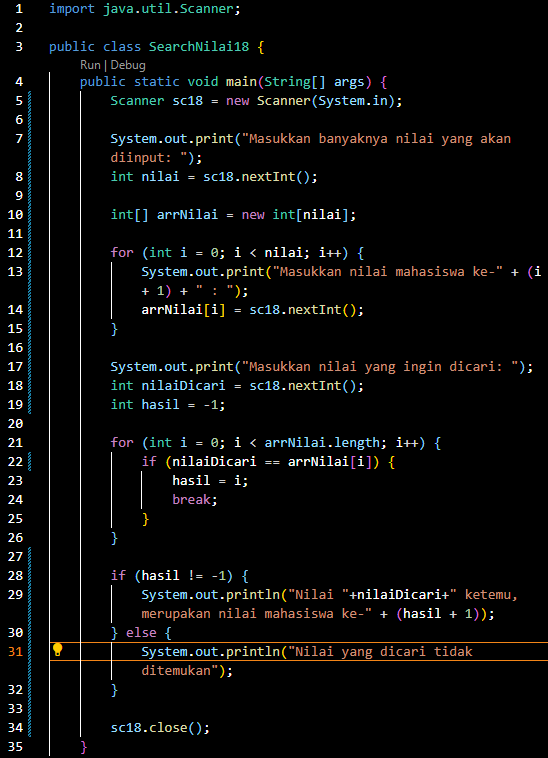 1 import java.util.Scanner;
2
3 public class SearchNilai18 {
Run | Debug
4 public static void main(String[] args) {
5 Scanner sc18 = new Scanner(System.in);
6
7 System.out.print("Masukkan banyaknya nilai yang akan
diinput: ");
8 int nilai = sc18.nextInt();
9
10 int[] arrNilai = new int[nilai];
11
12 for (int i = 0; i < nilai; i++) {
13 System.out.print("Masukkan nilai mahasiswa ke-" + (i
+ 1) + " : ");
14 arrNilai[i] = sc18.nextInt();
15 }
16
17 System.out.print("Masukkan nilai yang ingin dicari: ");
18 int nilaiDicari = sc18.nextInt();
19 int hasil = -1;
20
21 for (int i = 0; i < arrNilai.length; i++) {
22 if (nilaiDicari == arrNilai[i]) {
23 hasil = i;
24 break;
25 }
26 }
27
28 if (hasil != -1) {
29 System.out.println("Nilai "+nilaiDicari+" ketemu,
merupakan nilai mahasiswa ke-" + (hasil + 1));
30 } else {
31 System.out.println("Nilai yang dicari tidak
ditemukan");
32 }
33
34 sc18.close();
35 }